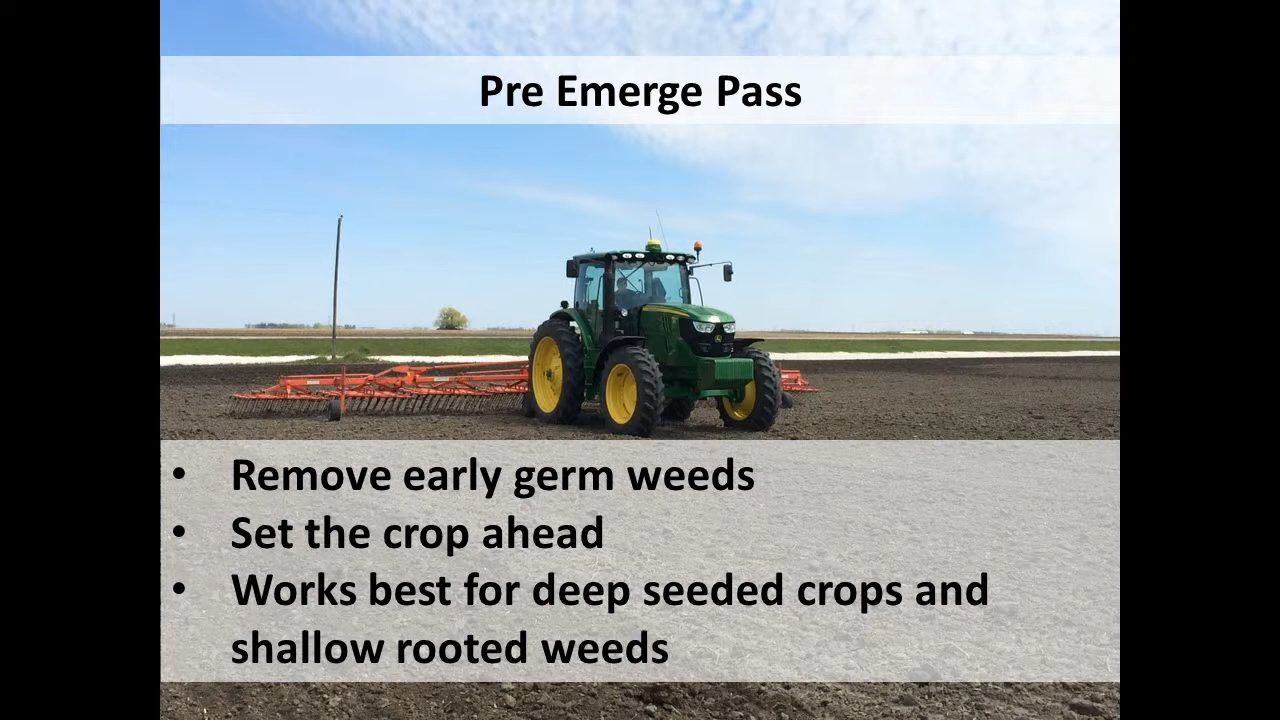 Pre Emerge Pass
• Remove early germ weeds
• Set the crop ahead
• Works best for deep seeded crops and
shallow rooted weeds